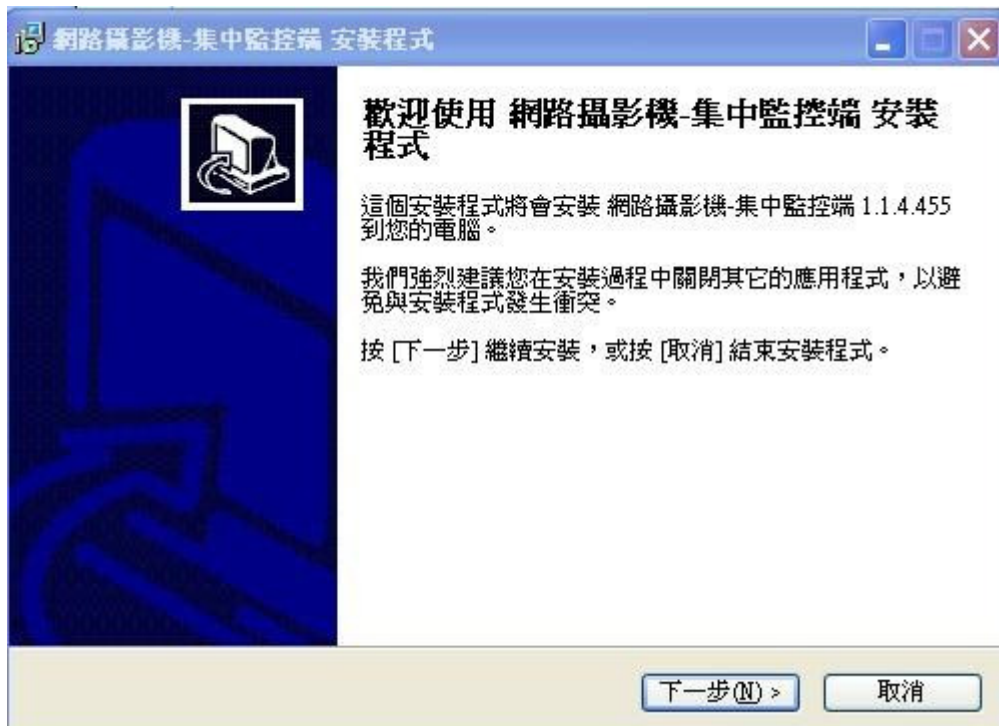 網路攝影機-集中監控端 安裝程式
歡迎使用 網路攝影機-集中監控端 安裝
程式
這個安裝程式將會安裝 網路攝影機-集中監控端 1.1.4.455
到您的電腦。
我們強烈建議您在安裝過程中關閉其它的應用程式，以避
免與安裝程式發生衝突。
按 [下一步] 繼續安裝，或按 [取消] 結束安裝程式。
下一步(N) >
取消